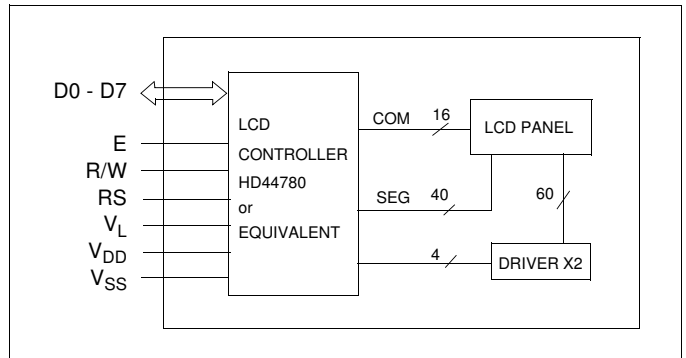 D0 - D7
E
R/W
RS
VL
VDD
VSS
LCD
CONTROLLER
HD44780
or
EQUIVALENT
COM 16
SEG 40
4
LCD PANEL
60
DRIVER X2